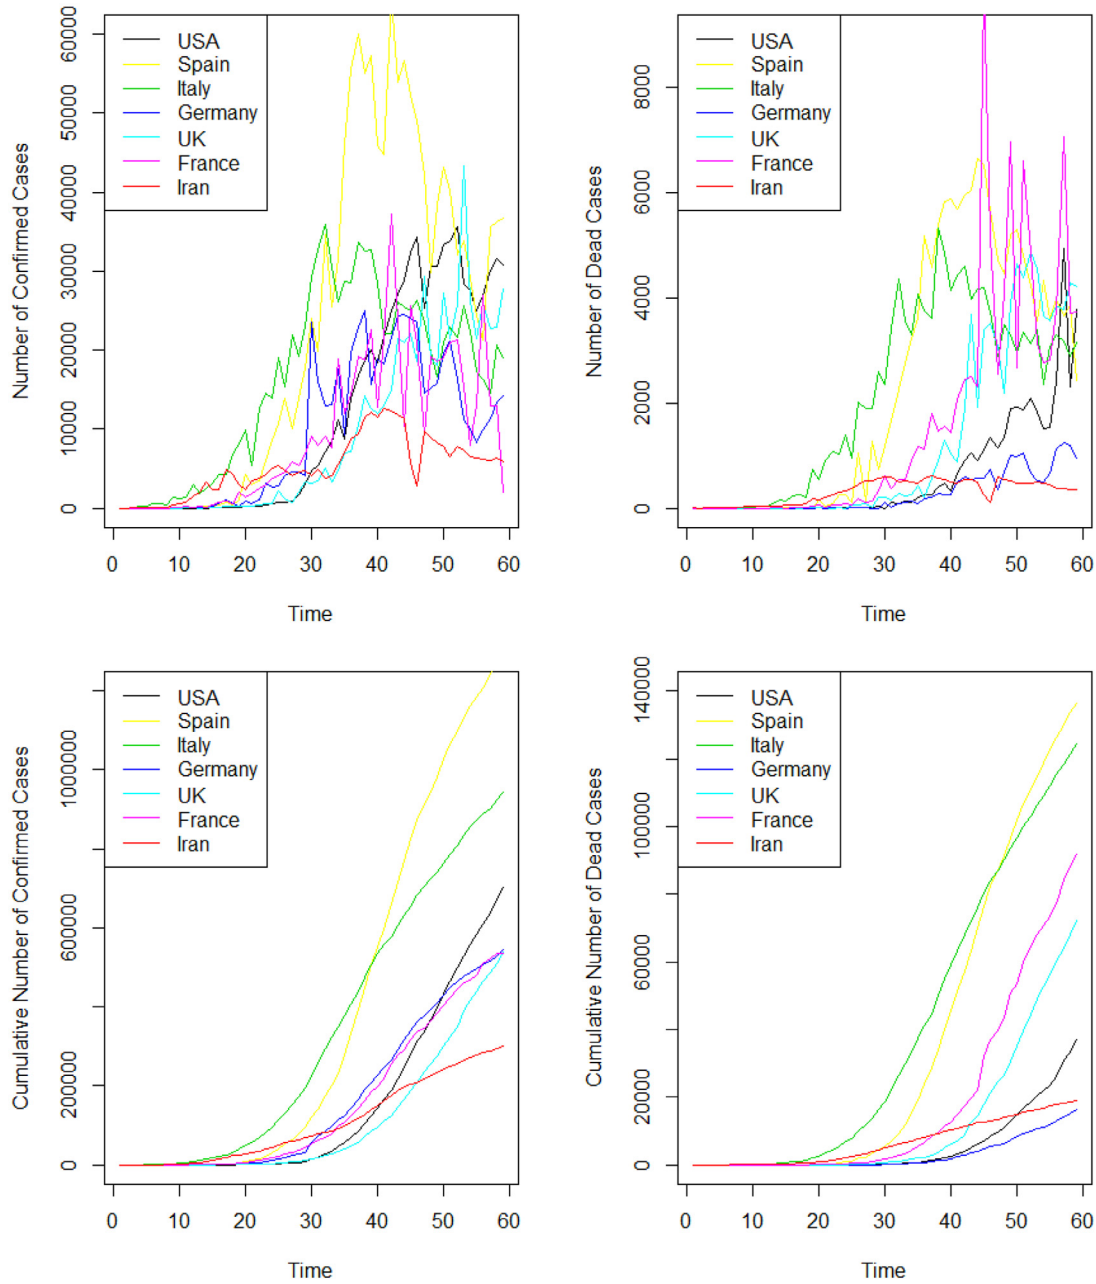 Number of Confirmed Cases
60000
50000
40000
30000
20000
10000
0
USA
Spain
Italy
Germany
UK
France
Iran
0 10 20 30 40 50 60
Time
Number of Dead Cases
8000
6000
4000
2000
0
USA
Spain
Italy
Germany
UK
France
Iran
0 10 20 30 40 50 60
Time
Cumulative Number of Confirmed Cases
1000000
600000
200000
0
USA
Spain
Italy
Germany
UK
France
Iran
0 10 20 30 40 50 60
Time
Cumulative Number of Dead Cases
140000
100000
60000
20000
0
USA
Spain
Italy
Germany
UK
France
Iran
0 10 20 30 40 50 60
Time